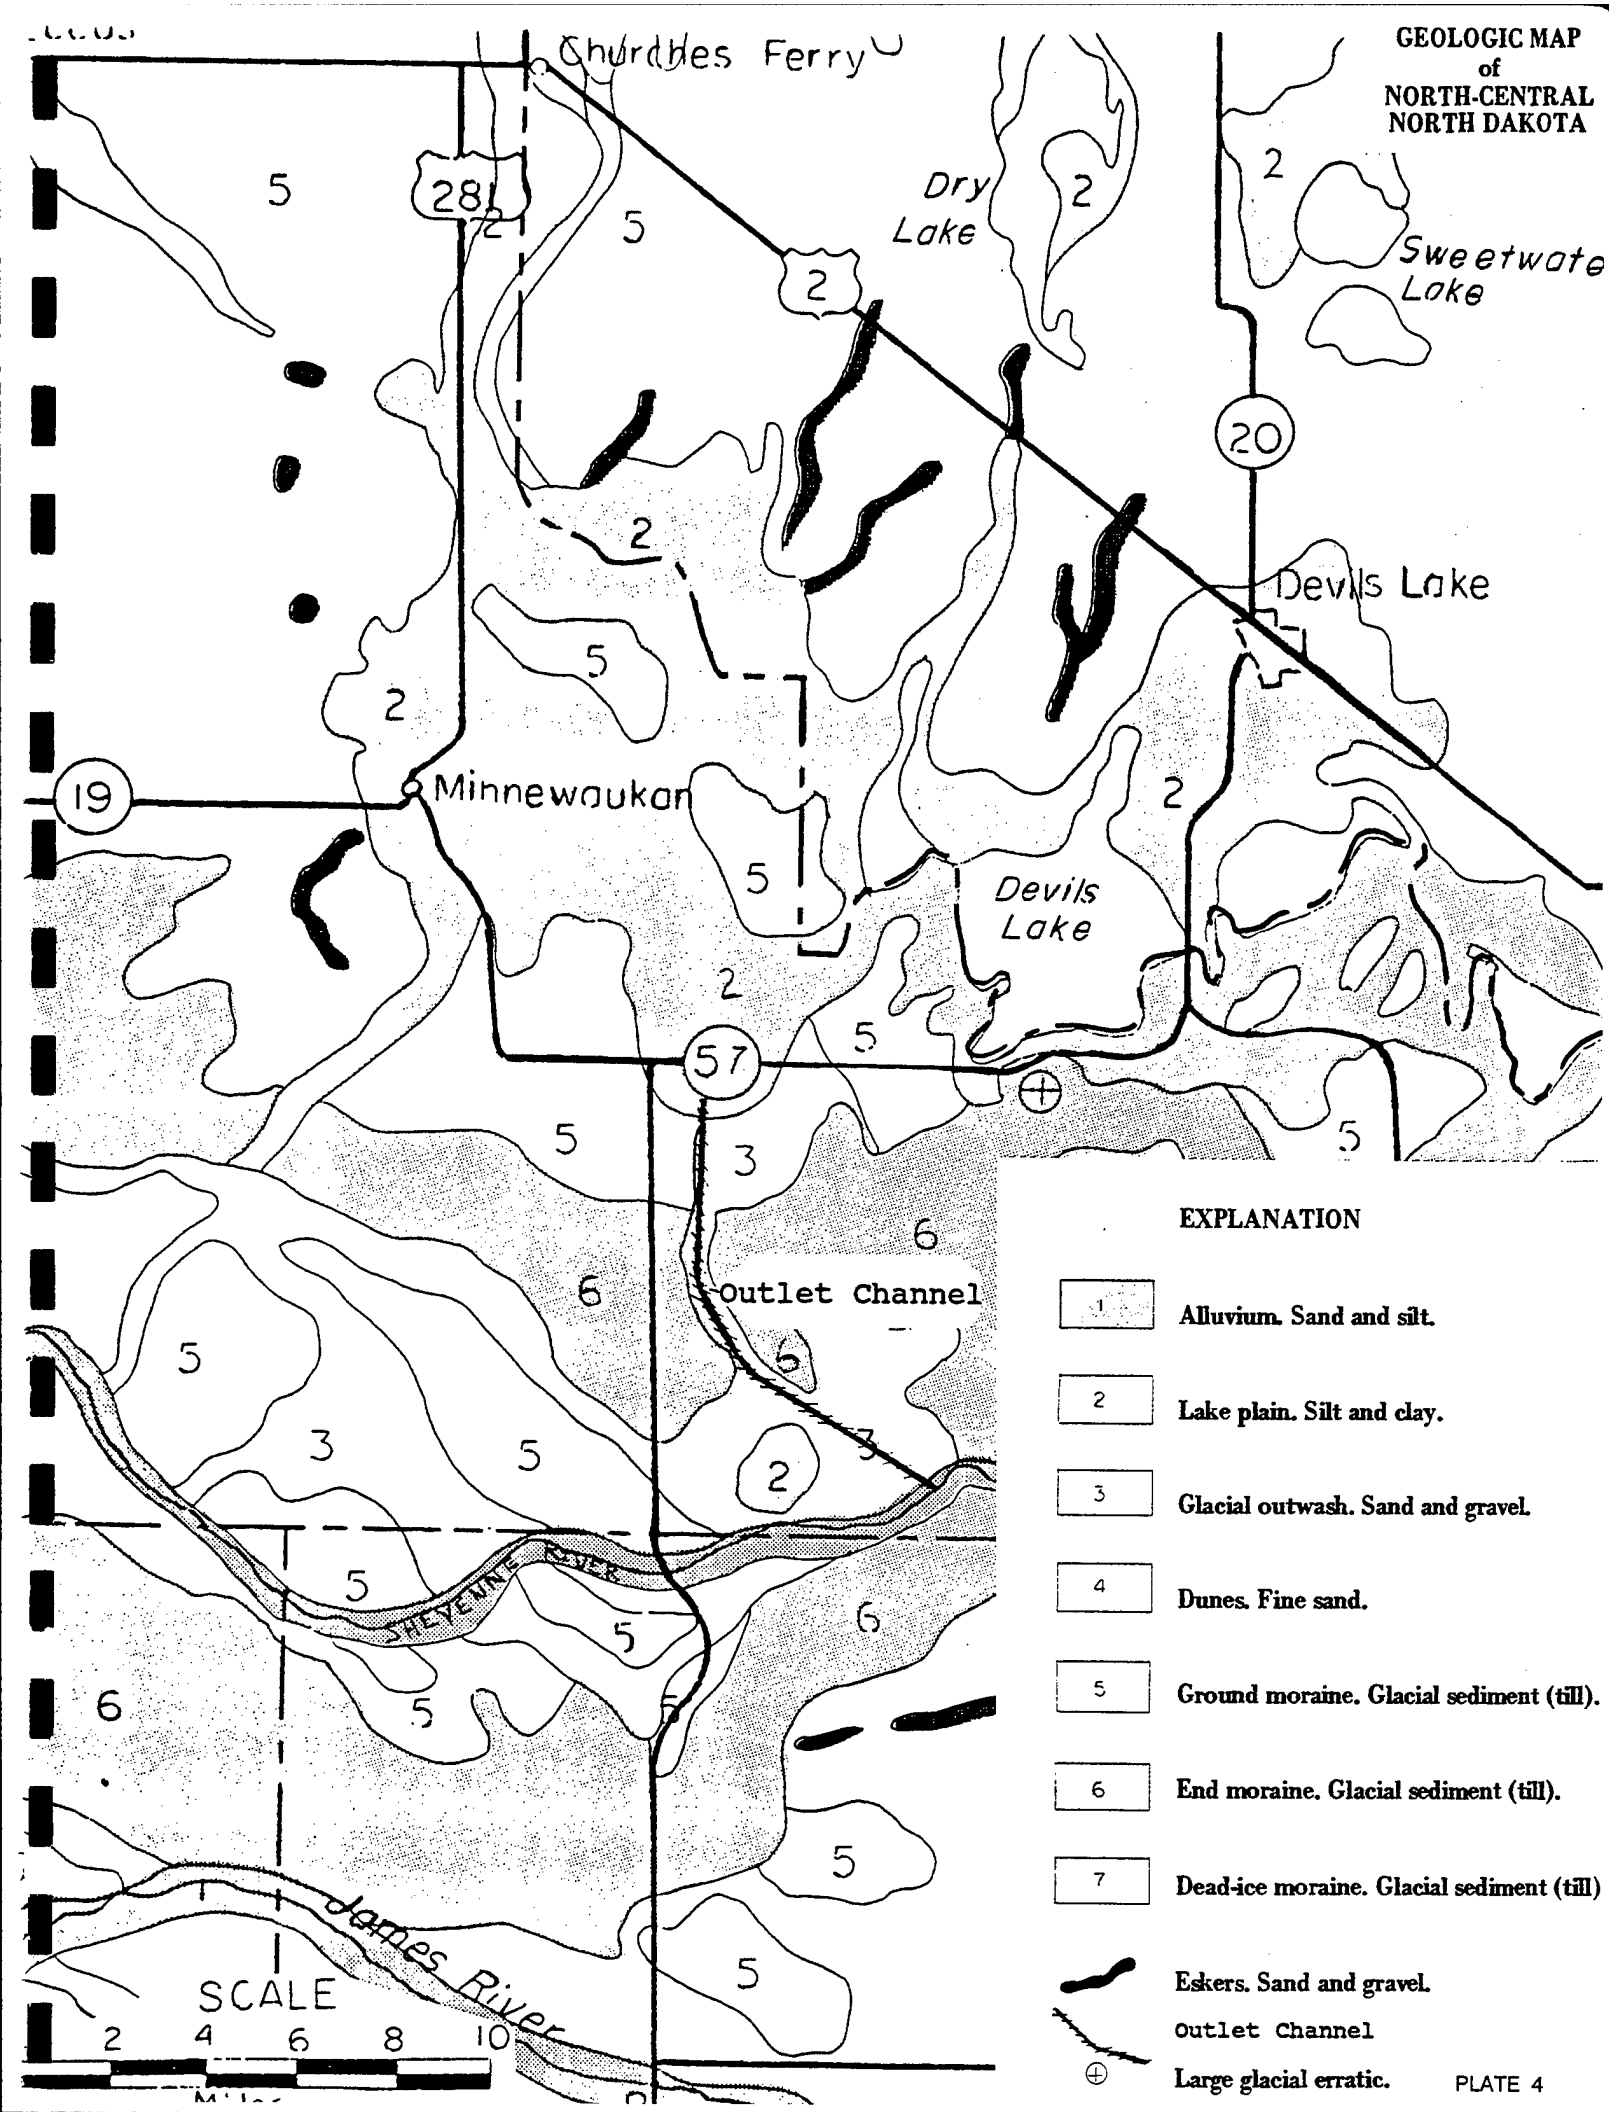 GEOLOGIC MAP
of
NORTH-CENTRAL
NORTH DAKOTA
Churches Ferry
5
281
2
5
Dry
Lake
2
2
Sweetwate
Lake
2
20
2
Devils Lake
5
2
19
Minnewaukan
2
5
Devils
Lake
2
5
57
5
3
5
6
6
Outlet Channel
5
6
3
5
3
2
5
SHEYENNE RIVER
5
6
6
5
5
5
James River
5
1
SCALE
2 4 6 8 10
Miles
EXPLANATION
1 Alluvium. Sand and silt.
2 Lake plain. Silt and clay.
3 Glacial outwash. Sand and gravel.
4 Dunes. Fine sand.
5 Ground moraine. Glacial sediment (till).
6 End moraine. Glacial sediment (till).
7 Dead-ice moraine. Glacial sediment (till)
Eskers. Sand and gravel.
Outlet Channel
Large glacial erratic.
PLATE 4